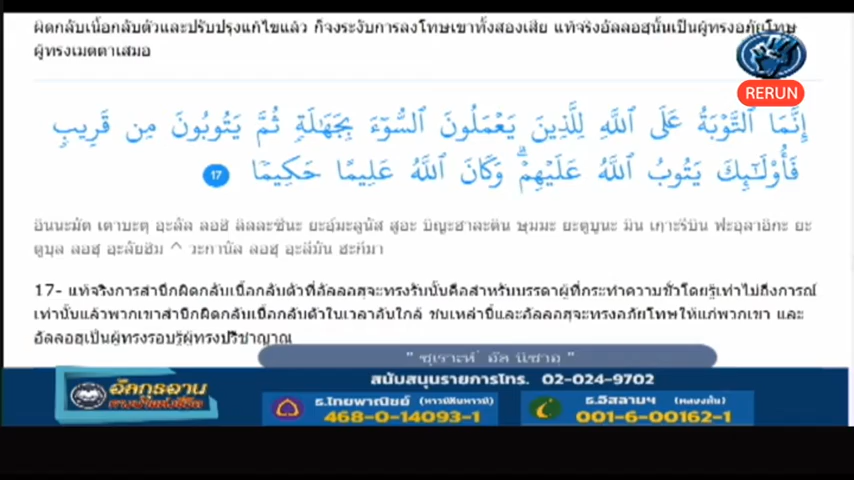 ผิดกลับเนื้อกลับตัวและปรับปรุงแก้ไขแล้ว ก็จงระงับการลงโทษเขาทั้งสองเสีย แท้จริงอัลลอฮฺนั้นเป็นผู้ทรงอภัยโทษ
ผู้ทรงเมตตาเสมอ
RERUN
إِنَّمَا ٱلتَّوْبَةُ عَلَى ٱللَّهِ لِلَّذِينَ يَعْمَلُونَ ٱلسُّوٓءَ بِجَهَـٰلَةٍ ثُمَّ يَتُوبُونَ مِن قَرِيبٍ
فَأُو۟لَـٰٓئِكَ يَتُوبُ ٱللَّهُ عَلَيْهِمْ ۗ وَكَانَ ٱللَّهُ عَلِيمًا حَكِيمًا 17
อินนะมัต เตาบะตุ อะลัล ลอฮิ ลิลละซีนะ ยะอฺมะลูนัส สูอะ บิญะฮาละติน ษุมมะ ยะตูบูนะ มิน เกาะรีบิน ฟะอุลาอิกะ ยะ
ตูบุล ลอฮุ อะลัยฮิม ^ วะกานัล ลอฮุ อะลีมัน ฮะกีมา
17- แท้จริงการสำนึกผิดกลับเนื้อกลับตัวที่อัลลอฮฺจะทรงรับนั้นคือสำหรับบรรดาผู้ที่กระทำความชั่วโดยรู้เท่าไม่ถึงการณ์
เท่านั้นแล้วพวกเขาสำนึกผิดกลับเนื้อกลับตัวในเวลาอันใกล้ ชนเหล่านี้และอัลลอฮฺจะทรงอภัยโทษให้แก่พวกเขา และ
อัลลอฮฺเป็นผู้ทรงรอบรู้ผู้ทรงปรีชาญาณ
" ซูเราะห์ อัล นิซาอ "
สนับสนุนรายการโทร. 02-024-9702
อัลกุรอาน
ทางนำแห่งชีวิต
ธ.ไทยพาณิชย์
468-0-14093-1
ธ.อิสลามฯ (คลองตัน)
001-6-00162-1